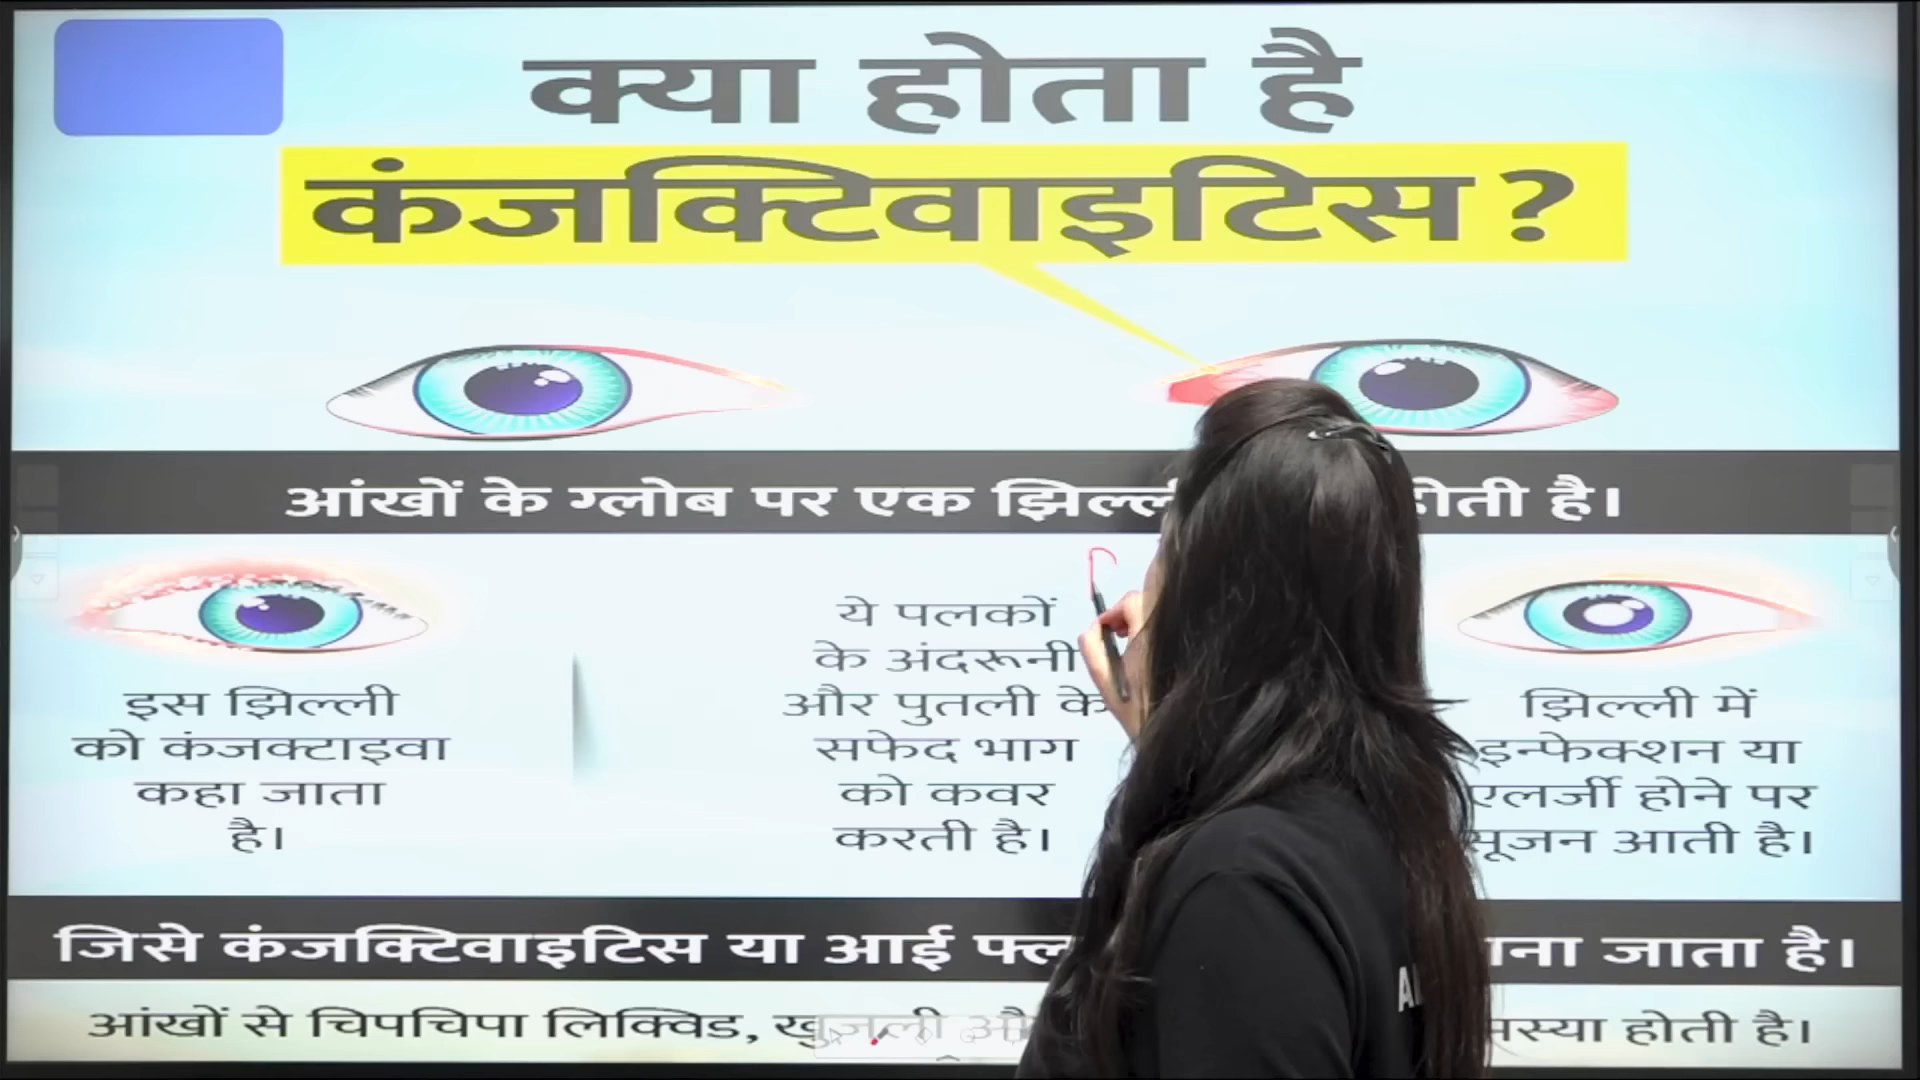 क्या होता है
कंजक्टिवाइटिस ?
आंखों के ग्लोब पर एक होती है।
इस झिल्ली
को कंजक्टाइवा
कहा जाता
है।
ये पलकों
के अंदरूनी
और पुतली के
सफेद भाग
को कवर
करती है।
झिल्ली में
इन्फेक्शन या
एलर्जी होने पर
सूजन आती है।
जिसे कंजक्टिवाइटिस या आई जाता है।
आंखों से चिपचिपा लिक्विड, खुजली होती है।